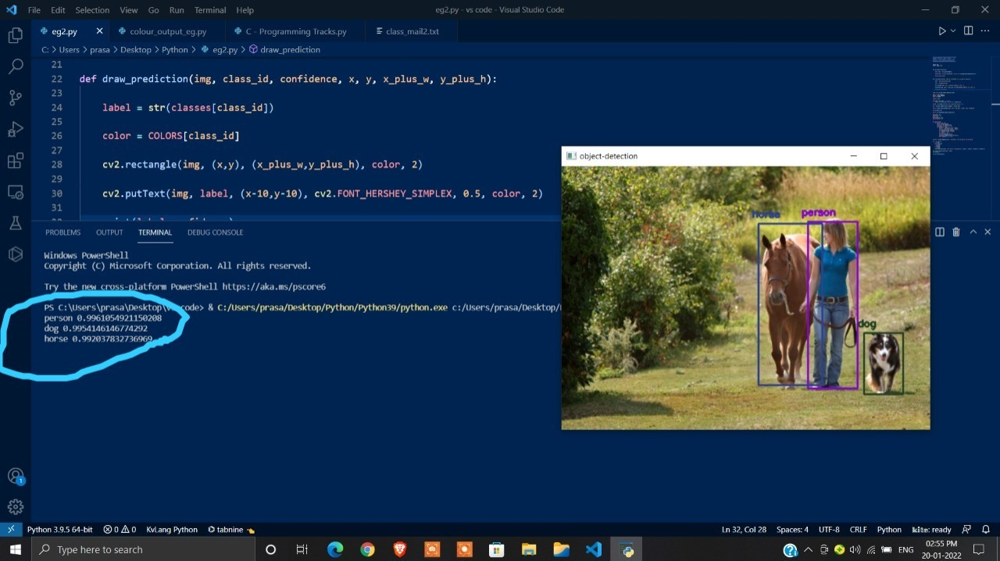 File Edit Selection View Go Run Terminal Help
eg2.py - vs code - Visual Studio Code
eg2.py colour_output_eg.py C - Programming Tracks.py class_mail2.txt
C: > Users > prasa > Desktop > Python > eg2.py > draw_prediction
21
22 def draw_prediction(img, class_id, confidence, x, y, x_plus_w, y_plus_h):
23
24 label = str(classes[class_id])
25
26 color = COLORS[class_id]
27
28 cv2.rectangle(img, (x,y), (x_plus_w,y_plus_h), color, 2)
29
30 cv2.putText(img, label, (x-10,y-10), cv2.FONT_HERSHEY_SIMPLEX, 0.5, color, 2)
31
PROBLEMS OUTPUT TERMINAL DEBUG CONSOLE
Windows PowerShell
Copyright (C) Microsoft Corporation. All rights reserved.
Try the new cross-platform PowerShell https://aka.ms/pscore6
PS C:\Users\prasa\Desktop\ code> & C:/Users/prasa/Desktop/Python/Python39/python.exe c:/Users/prasa/Desktop/
person 0.9961054921150208
dog 0.9954146146774292
horse 0.992037832736969
object-detection
horse person
dog
1
Python 3.9.5 64-bit 0 0 KvLang Python tabnine
Ln 32, Col 28 Spaces: 4 UTF-8 CRLF Python kite: ready
Type here to search
ENG
02:55 PM
20-01-2022